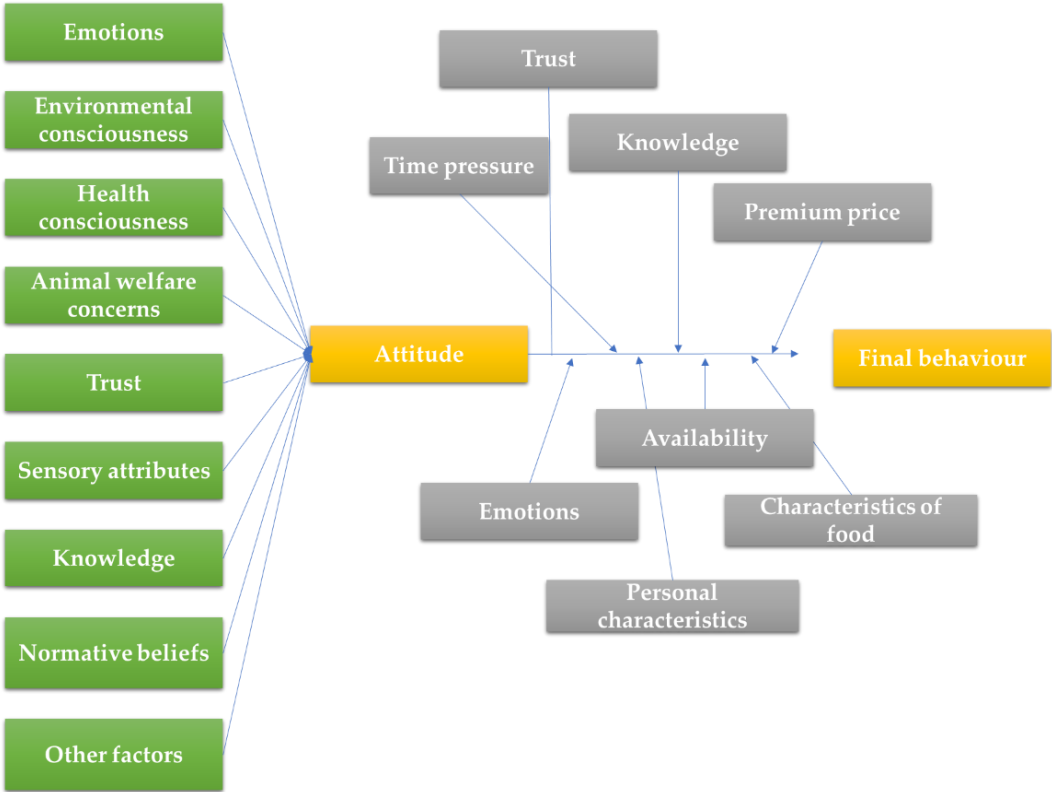 Emotions
Environmental
consciousness
Health
consciousness
Animal welfare
concerns
Trust
Sensory attributes
Knowledge
Normative beliefs
Other factors
Attitude
Trust
Time pressure
Knowledge
Premium price
Availability
Emotions
Characteristics of
food
Personal
characteristics
Final behaviour